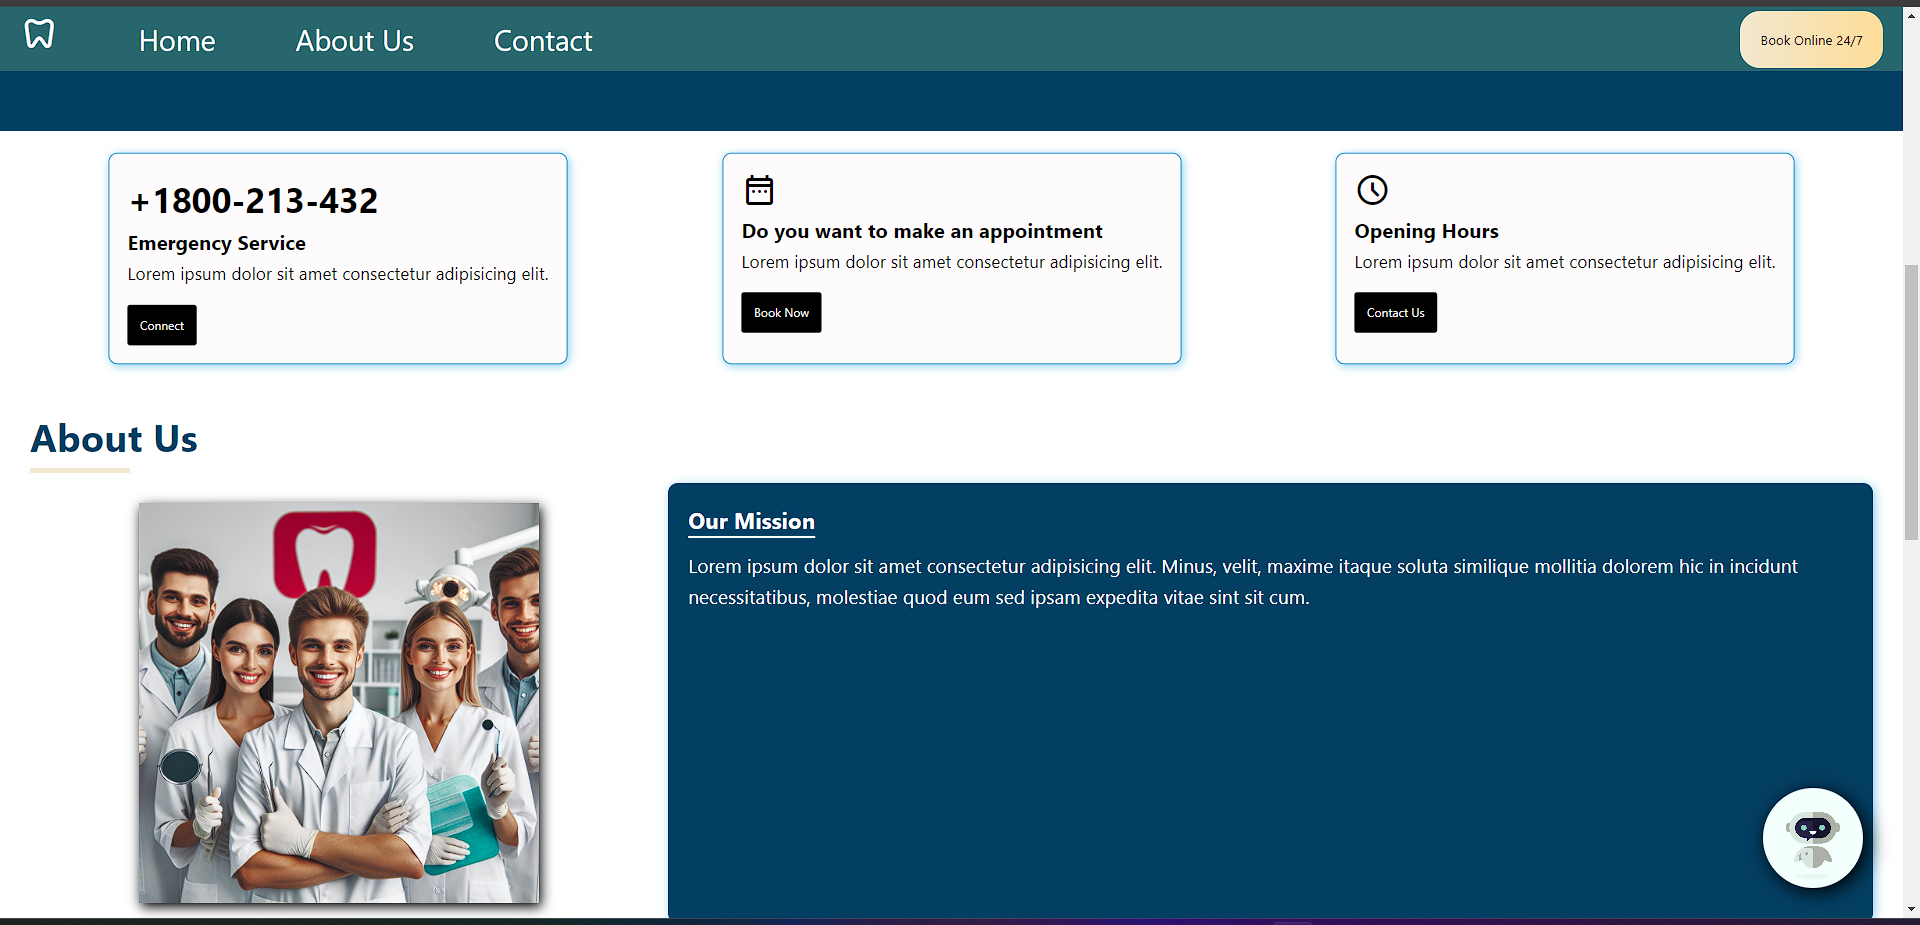 Home About Us Contact Book Online 24/7
+1800-213-432
Emergency Service
Lorem ipsum dolor sit amet consectetur adipisicing elit.
Connect
Do you want to make an appointment
Lorem ipsum dolor sit amet consectetur adipisicing elit.
Book Now
Opening Hours
Lorem ipsum dolor sit amet consectetur adipisicing elit.
Contact Us
About Us
Our Mission
Lorem ipsum dolor sit amet consectetur adipisicing elit. Minus, velit, maxime itaque soluta similique mollitia dolorem hic in incidunt
necessitatibus, molestiae quod eum sed ipsam expedita vitae sint sit cum.